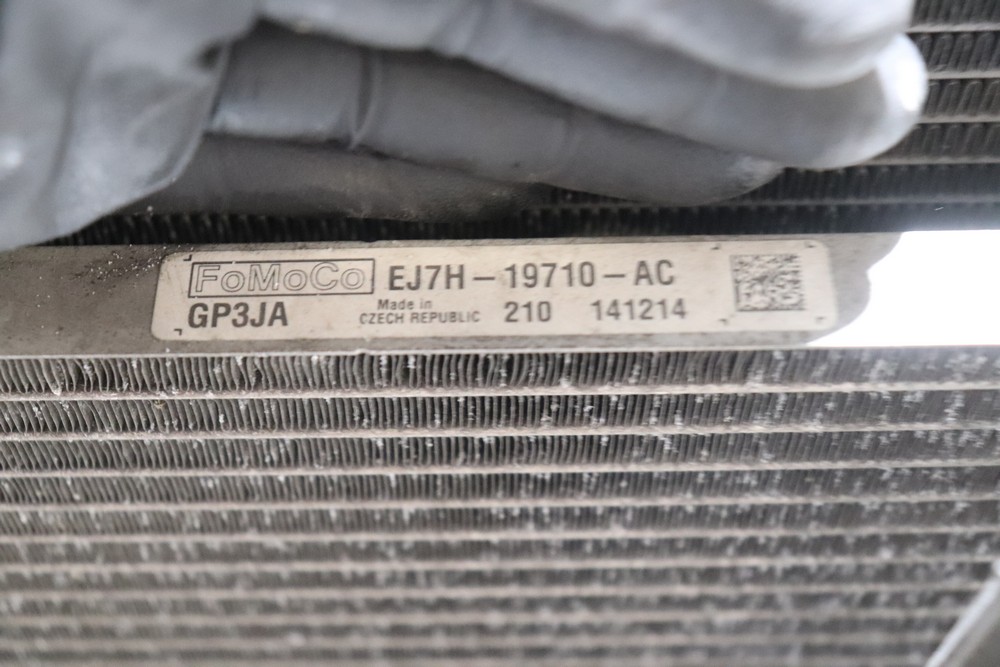 FoMoCo EJ7H-19710-AC
GP3JA Made in CZECH REPUBLIC 210 141214